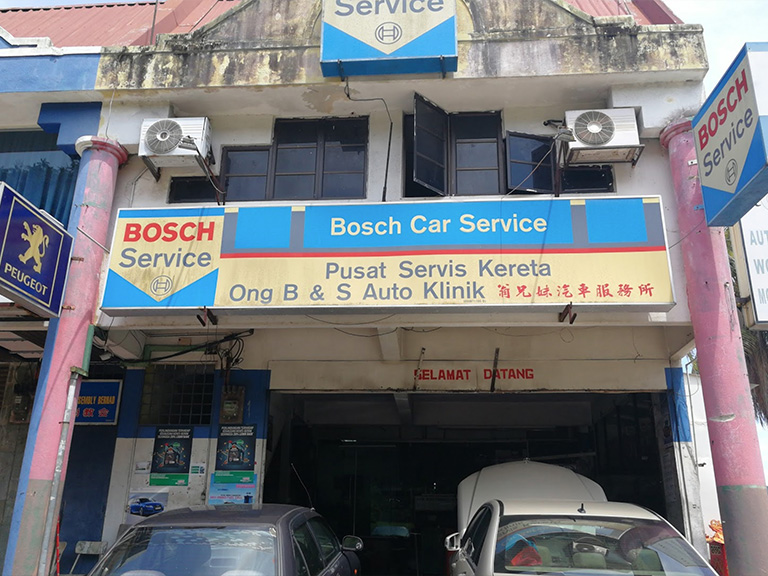 Service
BOSCH
Service
BOSCH
Service
Bosch Car Service
Pusat Servis Kereta
Ong B & S Auto Klinik 翁兄妹汽車服務所
PEUGEOT
SELAMAT DATANG